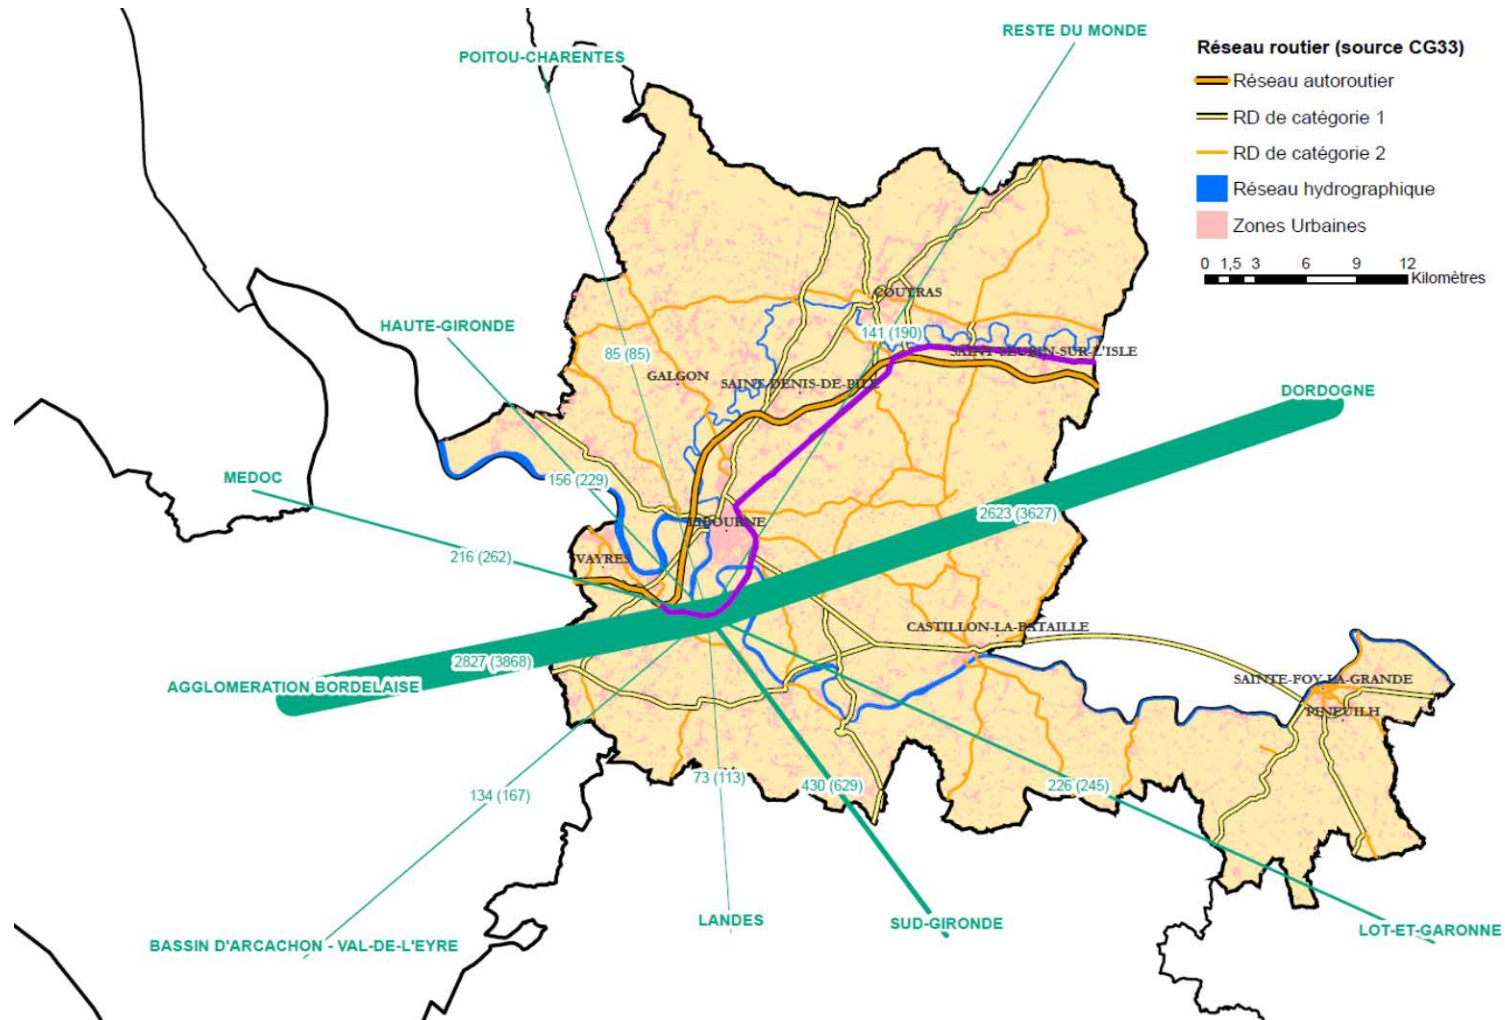 RESTE DU MONDE
POITOU-CHARENTES
Réseau routier (source CG33)
Réseau autoroutier
RD de catégorie 1
RD de catégorie 2
Réseau hydrographique
Zones Urbaines
0 1,5 3 6 9 12
Kilomètres
COUTRAS
HAUTE-GIRONDE
141 (190)
85 (85)
SAINT-SEURIN-SUR-L'ISLE
GALGON
SAINT-DENIS-DE-PILE
DORDOGNE
MEDOC
156 (229)
2623 (3627)
LIBOURNE
216 (262)
VAYRES
CASTILLON-LA-BATAILLE
2827 (3868)
SAINTE-FOY-LA-GRANDE
AGGLOMERATION BORDELAISE
PINEUILH
73 (113)
430 (629)
226 (245)
134 (167)
LANDES
SUD-GIRONDE
LOT-ET-GARONNE
BASSIN D'ARCACHON - VAL-DE-L'EYRE